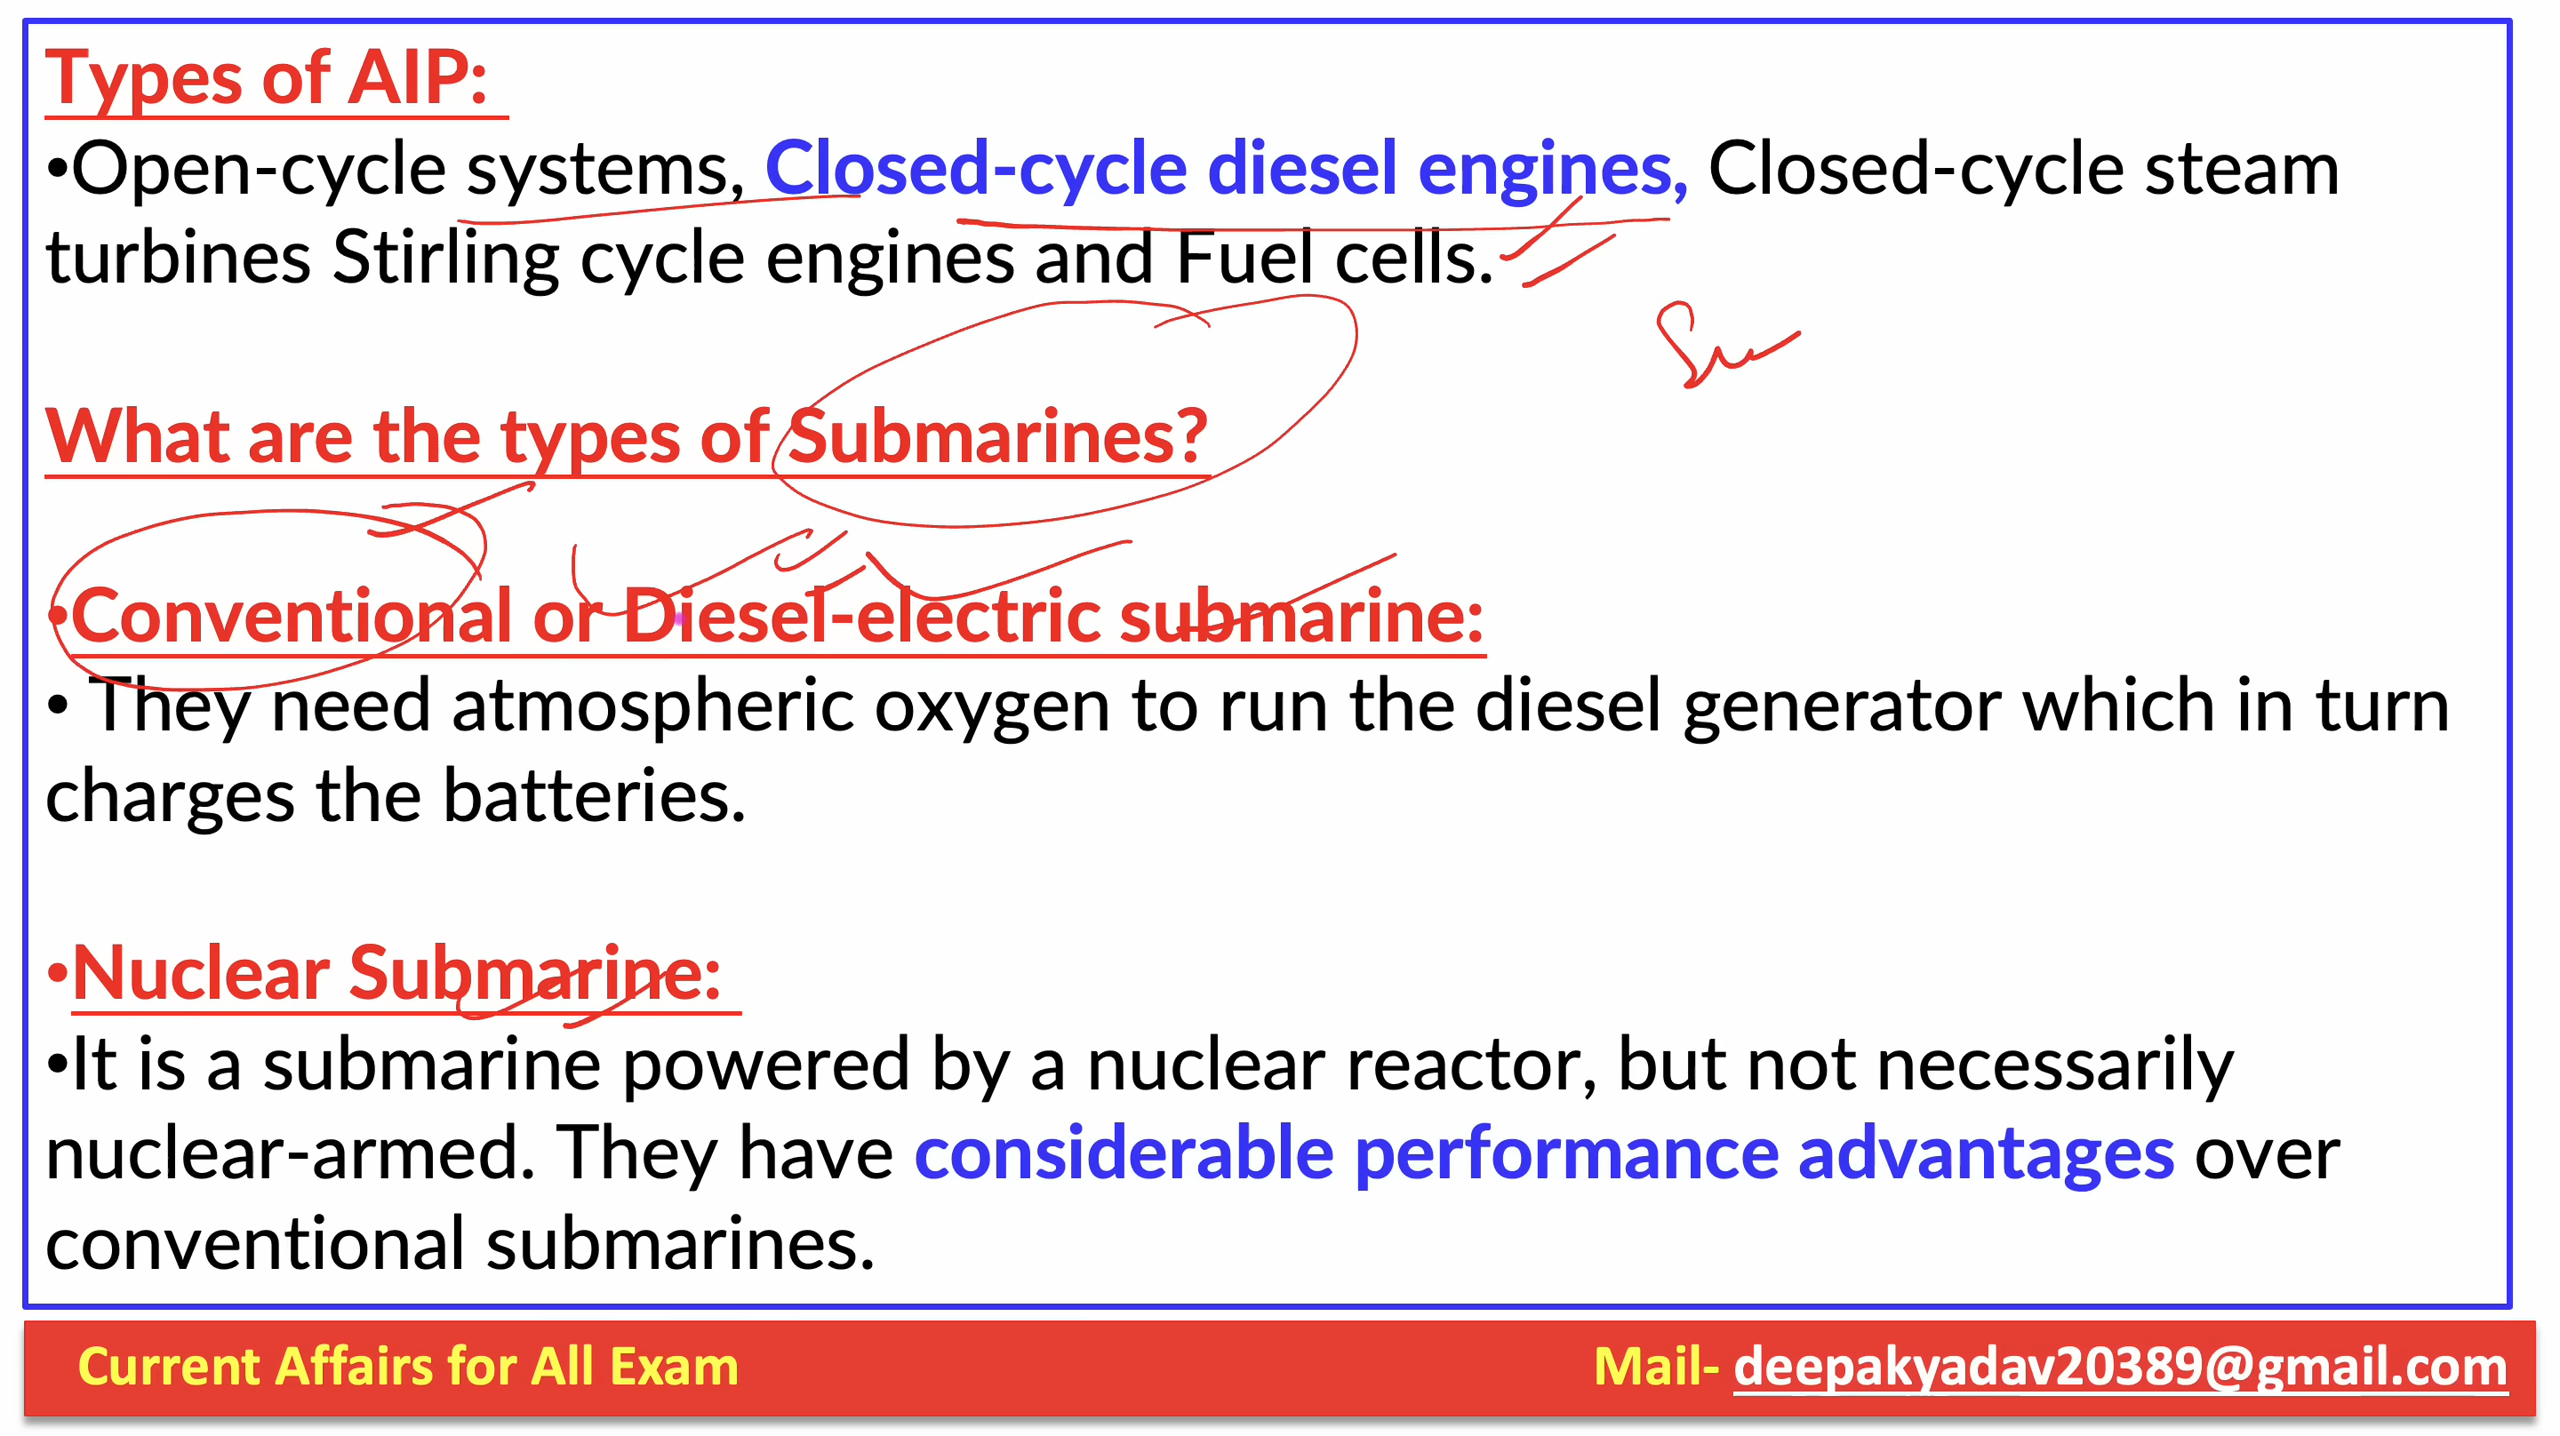 Types of AIP:
•Open-cycle systems, Closed-cycle diesel engines, Closed-cycle steam
turbines Stirling cycle engines and Fuel cells.
What are the types of Submarines?
•Conventional or Diesel-electric submarine:
• They need atmospheric oxygen to run the diesel generator which in turn
charges the batteries.
•Nuclear Submarine:
•It is a submarine powered by a nuclear reactor, but not necessarily
nuclear-armed. They have considerable performance advantages over
conventional submarines.
Current Affairs for All Exam
Mail- deepakyadav20389@gmail.com